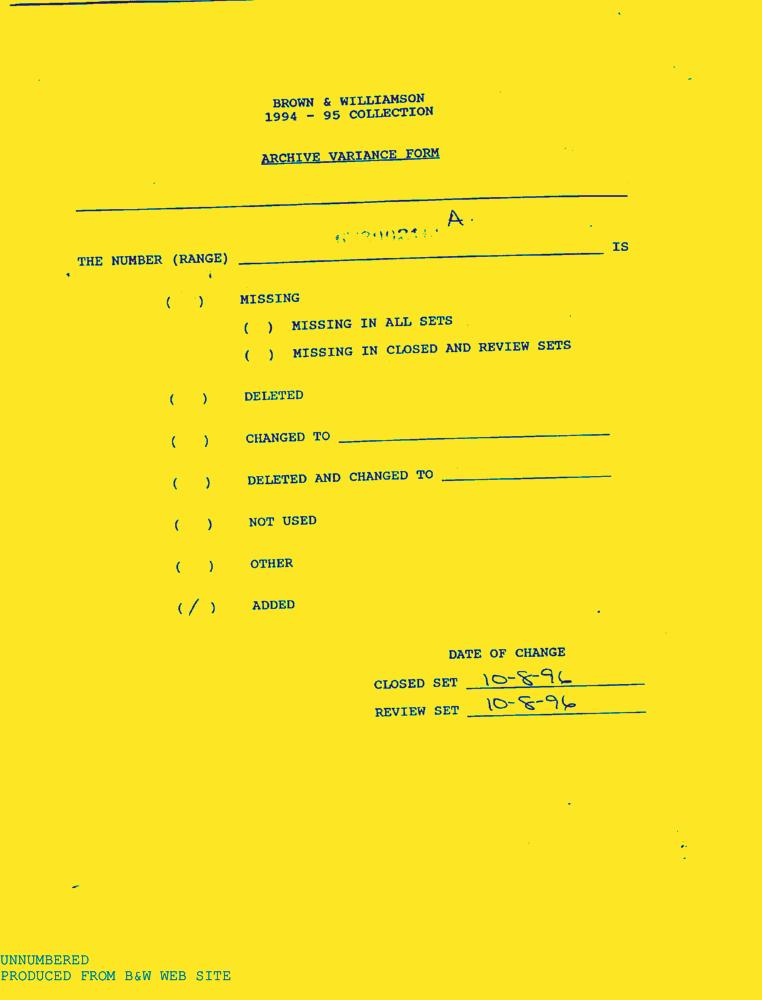 BROWN & WILLIAMSON
1994 - 95 COLLECTION
ARCHIVE VARIANCE FORM
A.
THE NUMBER (RANGE) IS
( ) MISSING
( ) MISSING IN ALL SETS
( ) MISSING IN CLOSED AND REVIEW SETS
( ) DELETED
( ) CHANGED TO
( ) DELETED AND CHANGED TO
( ) NOT USED
( ) OTHER
(/) ADDED
DATE OF CHANGE
CLOSED SET 10-8-96
REVIEW SET 10-8-96
UNNUMBERED
PRODUCED FROM B&W WEB SITE